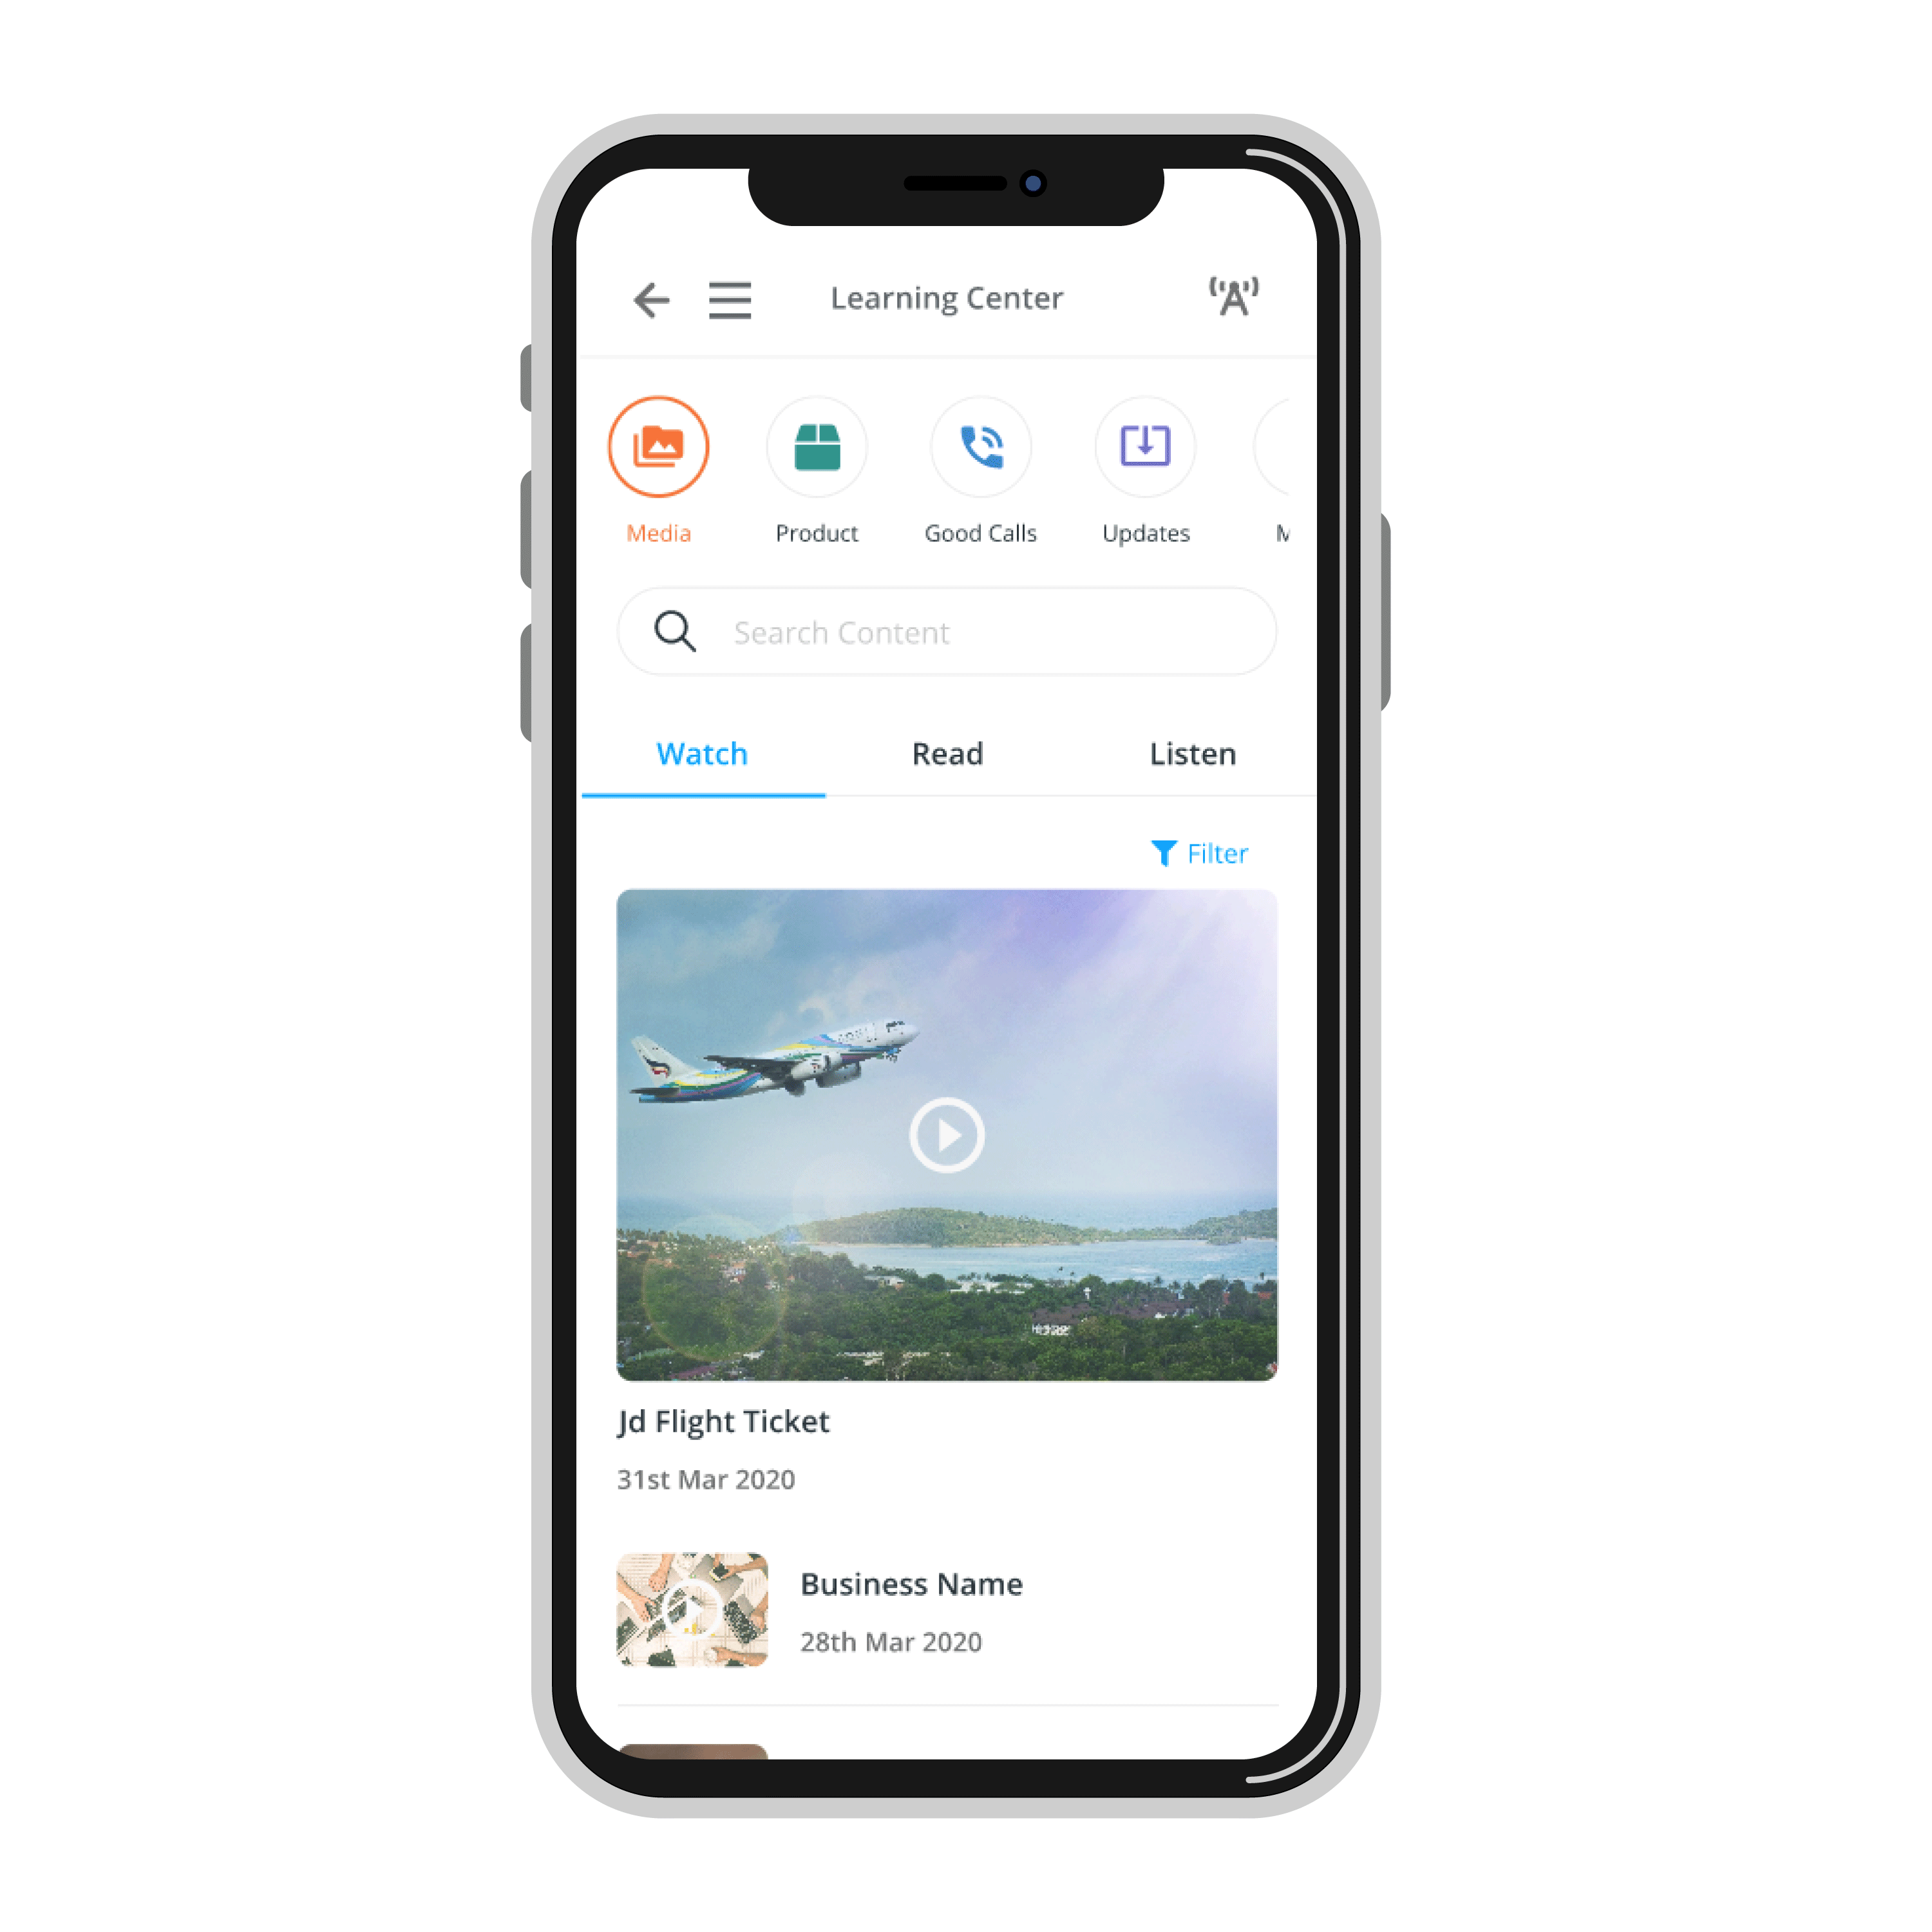 Learning Center
Media Product Good Calls Updates
Search Content
Watch Read Listen
Filter
Jd Flight Ticket
31st Mar 2020
Business Name
28th Mar 2020